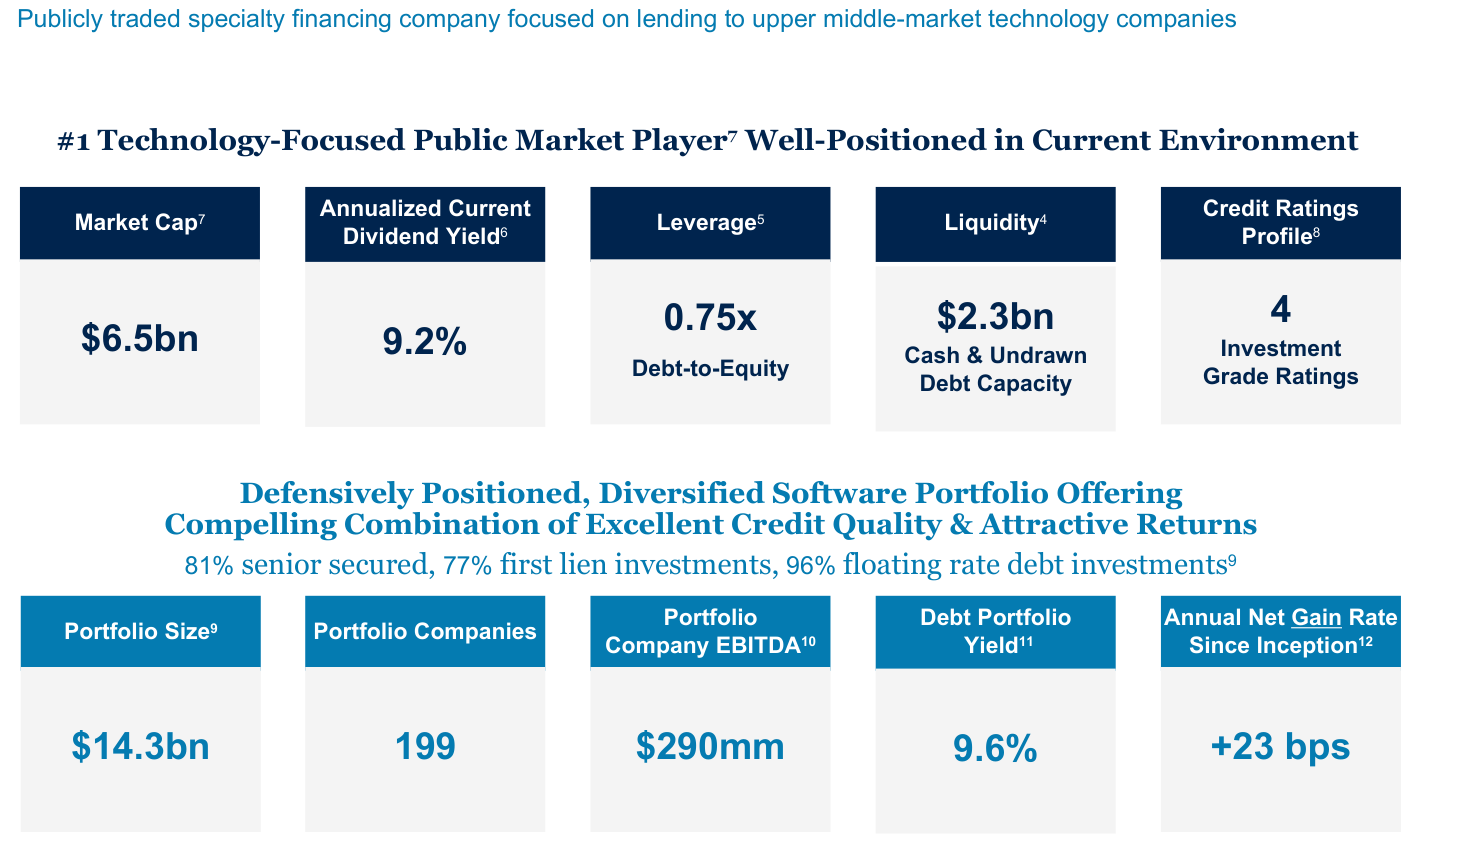 Publicly traded specialty financing company focused on lending to upper middle-market technology companies
#1 Technology-Focused Public Market Player⁷ Well-Positioned in Current Environment
Market Cap⁷
$6.5bn
Annualized Current
Dividend Yield⁶
9.2%
Leverage⁵
0.75x
Debt-to-Equity
Liquidity⁴
$2.3bn
Cash & Undrawn
Debt Capacity
Credit Ratings
Profile⁸
4
Investment
Grade Ratings
Defensively Positioned, Diversified Software Portfolio Offering
Compelling Combination of Excellent Credit Quality & Attractive Returns
81% senior secured, 77% first lien investments, 96% floating rate debt investments⁹
Portfolio Size⁹
$14.3bn
Portfolio Companies
199
Portfolio
Company EBITDA¹⁰
$290mm
Debt Portfolio
Yield¹¹
9.6%
Annual Net Gain Rate
Since Inception¹²
+23 bps